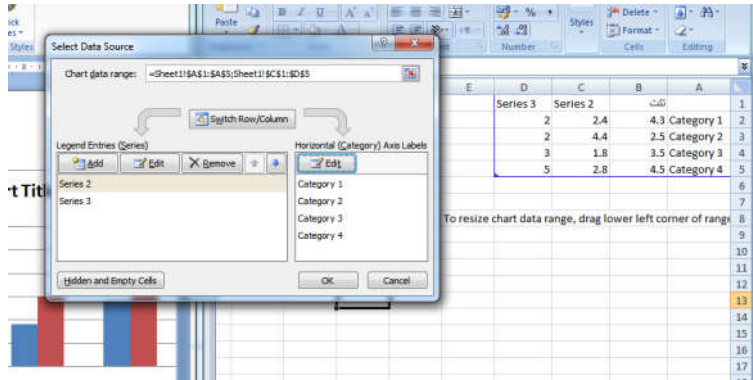 Paste
Styles
Delete
Format
Styles
Number
Cells
Editing
Select Data Source
Chart data range: =Sheet1!$A$1:$A$5;Sheet1!$C$1:$D$5
Switch Row/Column
Legend Entries (Series)
Add Edit Remove
Series 2
Series 3
Horizontal (Category) Axis Labels
Edit
Category 1
Category 2
Category 3
Category 4
Hidden and Empty Cells
OK Cancel
E D C B A
Series 3 Series 2 1
2 2.4 4.3 Category 1 2
2 4.4 2.5 Category 2 3
3 1.8 3.5 Category 3 4
5 2.8 4.5 Category 4 5
6
7
To resize chart data range, drag lower left corner of range 8
9
10
11
12
13
14
15
16
17